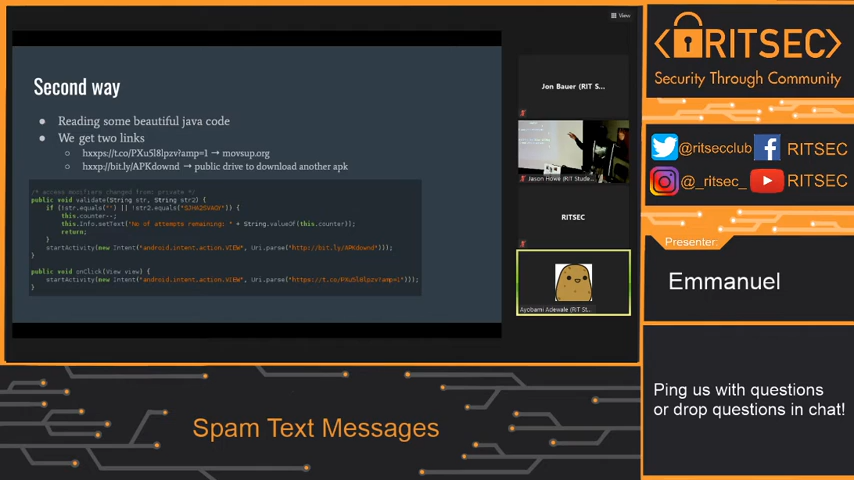 View
Second way
● Reading some beautiful java code
● We get two links
○ hxxps://t.co/PXu5l8lpzv?amp=1 → movsup.org
○ hxxp://bit.ly/APKdownd → public drive to download another apk
/* access modifiers changed from: private */
public void validate(String str, String str2) {
if (!str.equals("") || !str2.equals(
this.counter--;
this.Info.setText("No of attempts remaining: " + String.valueOf(this.counter));
return;
}
startActivity(new Intent("android.intent.action.VIEW", Uri.parse("http://bit.ly/APKdownd")));
}
public void onClick(View view) {
startActivity(new Intent("android.intent.action.VIEW", Uri.parse("https://t.co/PXu5l8lpzv?amp=1")));
}
Jon Bauer (RIT S...
Jason Howe (RIT Stude...
RITSEC
Ayobami Adewale (RIT St...
<RITSEC>
Security Through Community
@ritsecclub RITSEC
@_ritsec_ RITSEC
Presenter:
Emmanuel
Ping us with questions
or drop questions in chat!
Spam Text Messages